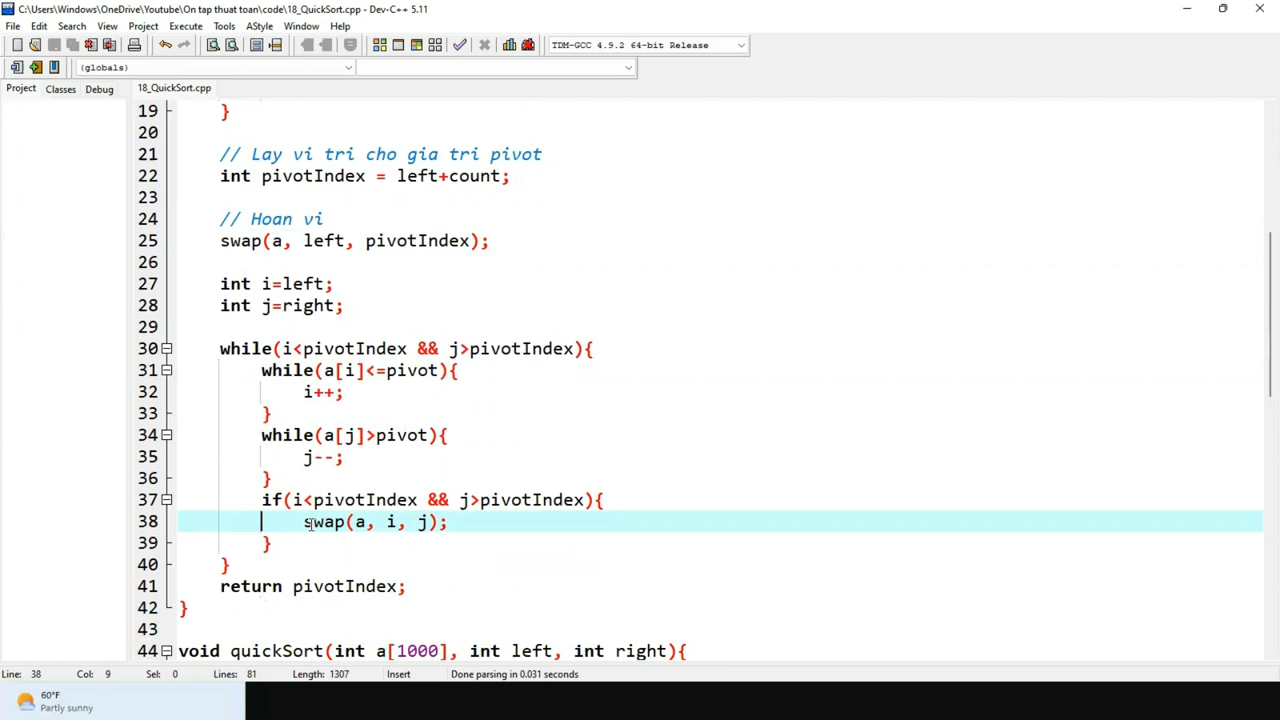 C:\Users\Windows\OneDrive\Youtube\On tap thuat toan\code\18_QuickSort.cpp - Dev-C++ 5.11
File Edit Search View Project Execute Tools AStyle Window Help
TDM-GCC 4.9.2 64-bit Release
(globals)
Project Classes Debug 18_QuickSort.cpp
19 }
20
21 // Lay vi tri cho gia tri pivot
22 int pivotIndex = left+count;
23
24 // Hoan vi
25 swap(a, left, pivotIndex);
26
27 int i=left;
28 int j=right;
29
30 while(i<pivotIndex && j>pivotIndex){
31 while(a[i]<=pivot){
32 i++;
33 }
34 while(a[j]>pivot){
35 j--;
36 }
37 if(i<pivotIndex && j>pivotIndex){
38 swap(a, i, j);
39 }
40 }
41 return pivotIndex;
42 }
43
44 void quickSort(int a[1000], int left, int right){
Line: 38 Col: 9 Sel: 0 Lines: 81 Length: 1307 Insert Done parsing in 0.031 seconds
60°F
Partly sunny